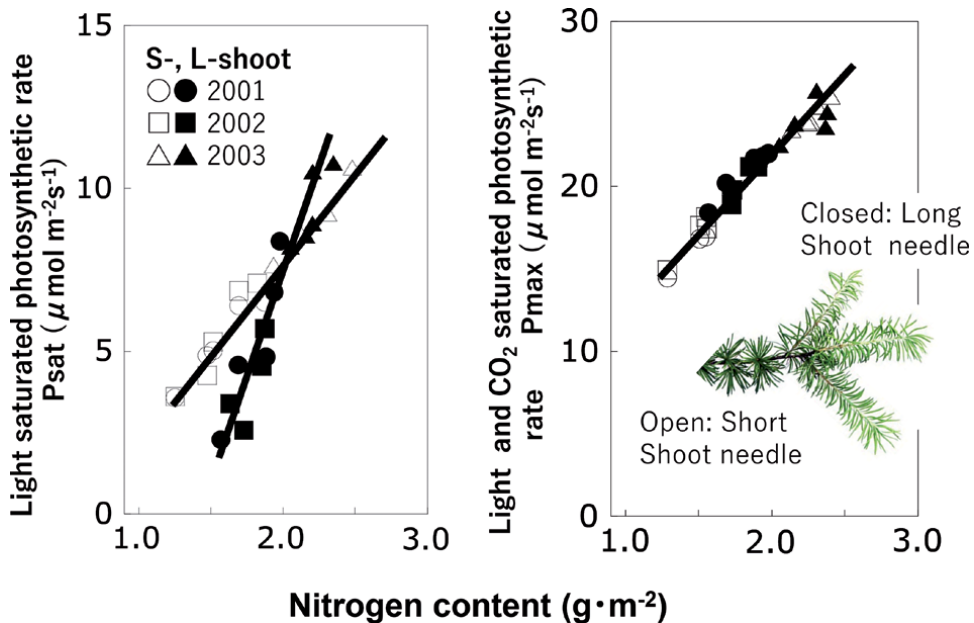 Light saturated photosynthetic rate
Psat (μmol m-2s-1)
15
10
5
0
1.0 2.0 3.0
S-, L-shoot
2001
2002
2003
Light and CO2 saturated photosynthetic
rate Pmax (μmol m-2s-1)
30
20
10
0
1.0 2.0 3.0
Closed: Long
Shoot needle
Open: Short
Shoot needle
Nitrogen content (g・m-2)